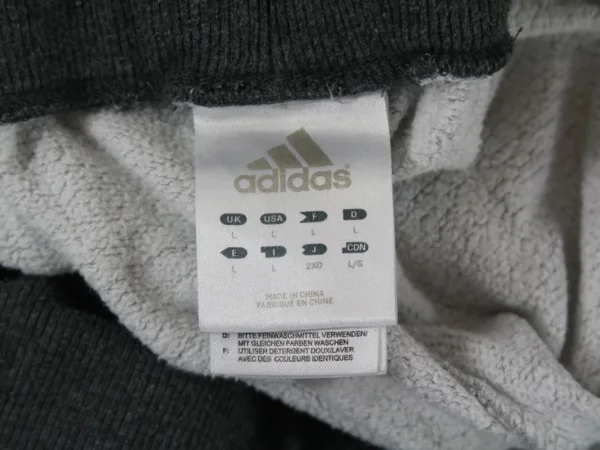 adidas
UK USA F D
L L L L
E I J CDN
L L 2XO L/G
MADE IN CHINA
FABRIQUE EN CHINE
D: BITTE FEINWASCHMITTEL VERWENDEN/
MIT GLEICHEN FARBEN WASCHEN
F: UTILISER DETERGENT DOUX/LAVER
AVEC DES COULEURS IDENTIQUES